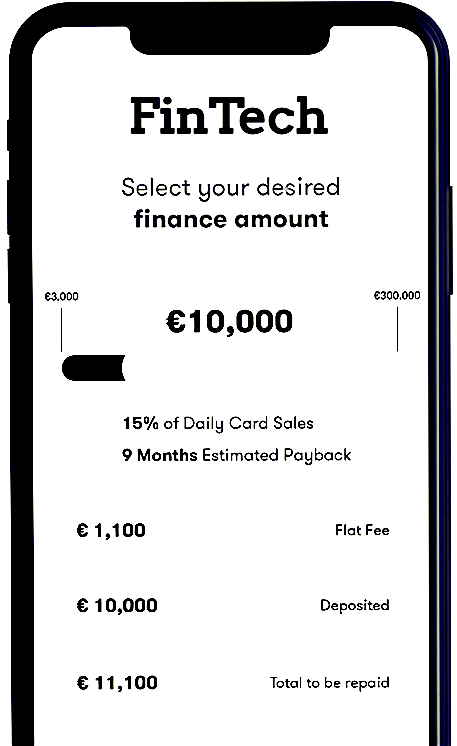 FinTech
Select your desired
finance amount
€3,000
€300,000
€10,000
15% of Daily Card Sales
9 Months Estimated Payback
€ 1,100 Flat Fee
€ 10,000 Deposited
€ 11,100 Total to be repaid